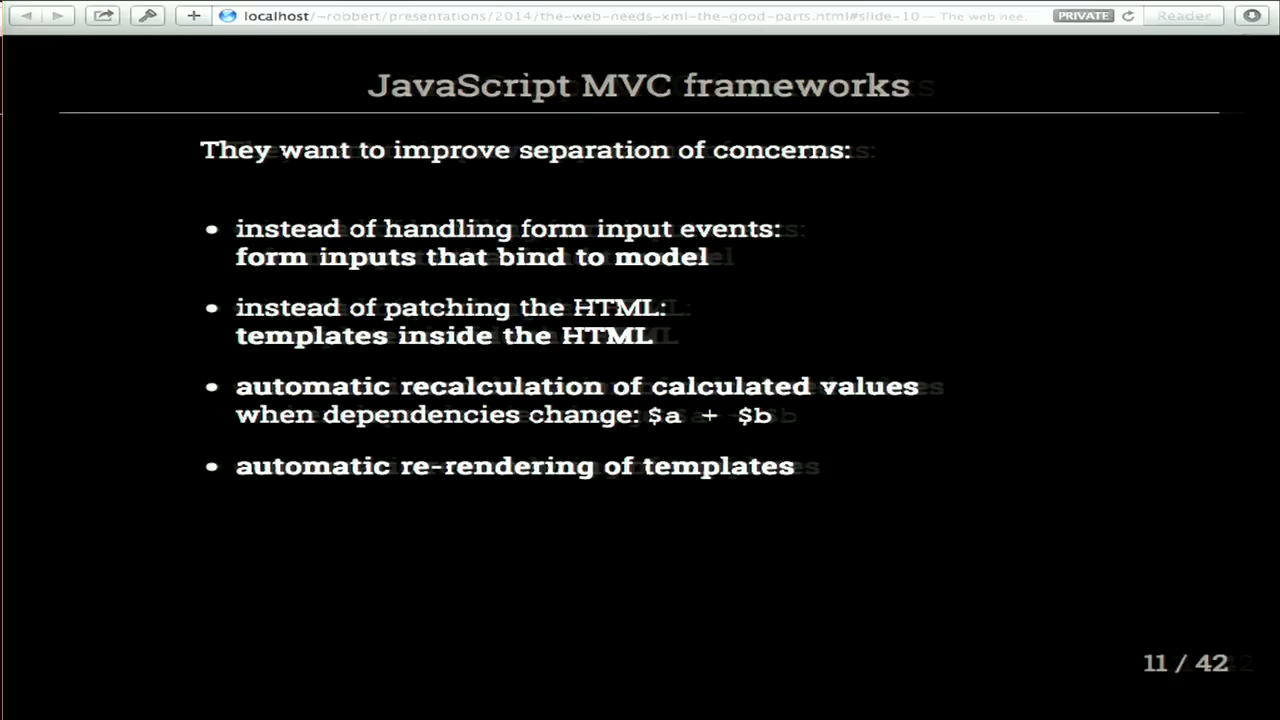 localhost/~robbert/presentations/2014/the-web-needs-xml-the-good-parts.html#slide-10 — The web nee…
PRIVATE
Reader
JavaScript MVC frameworks
They want to improve separation of concerns:
• instead of handling form input events:
form inputs that bind to model
• instead of patching the HTML:
templates inside the HTML
• automatic recalculation of calculated values
when dependencies change: $a + $b
• automatic re-rendering of templates
11 / 42